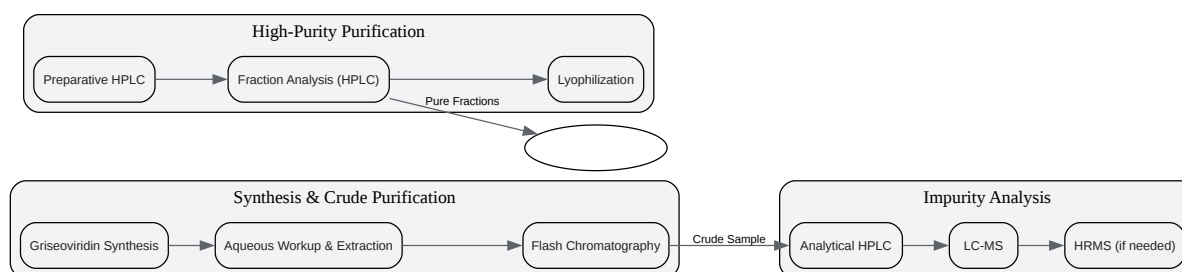 High-Purity Purification
Preparative HPLC
Fraction Analysis (HPLC)
Lyophilization
Pure Fractions
Synthesis & Crude Purification
Griseoviridin Synthesis
Aqueous Workup & Extraction
Flash Chromatography
Crude Sample
Impurity Analysis
Analytical HPLC
LC-MS
HRMS (if needed)